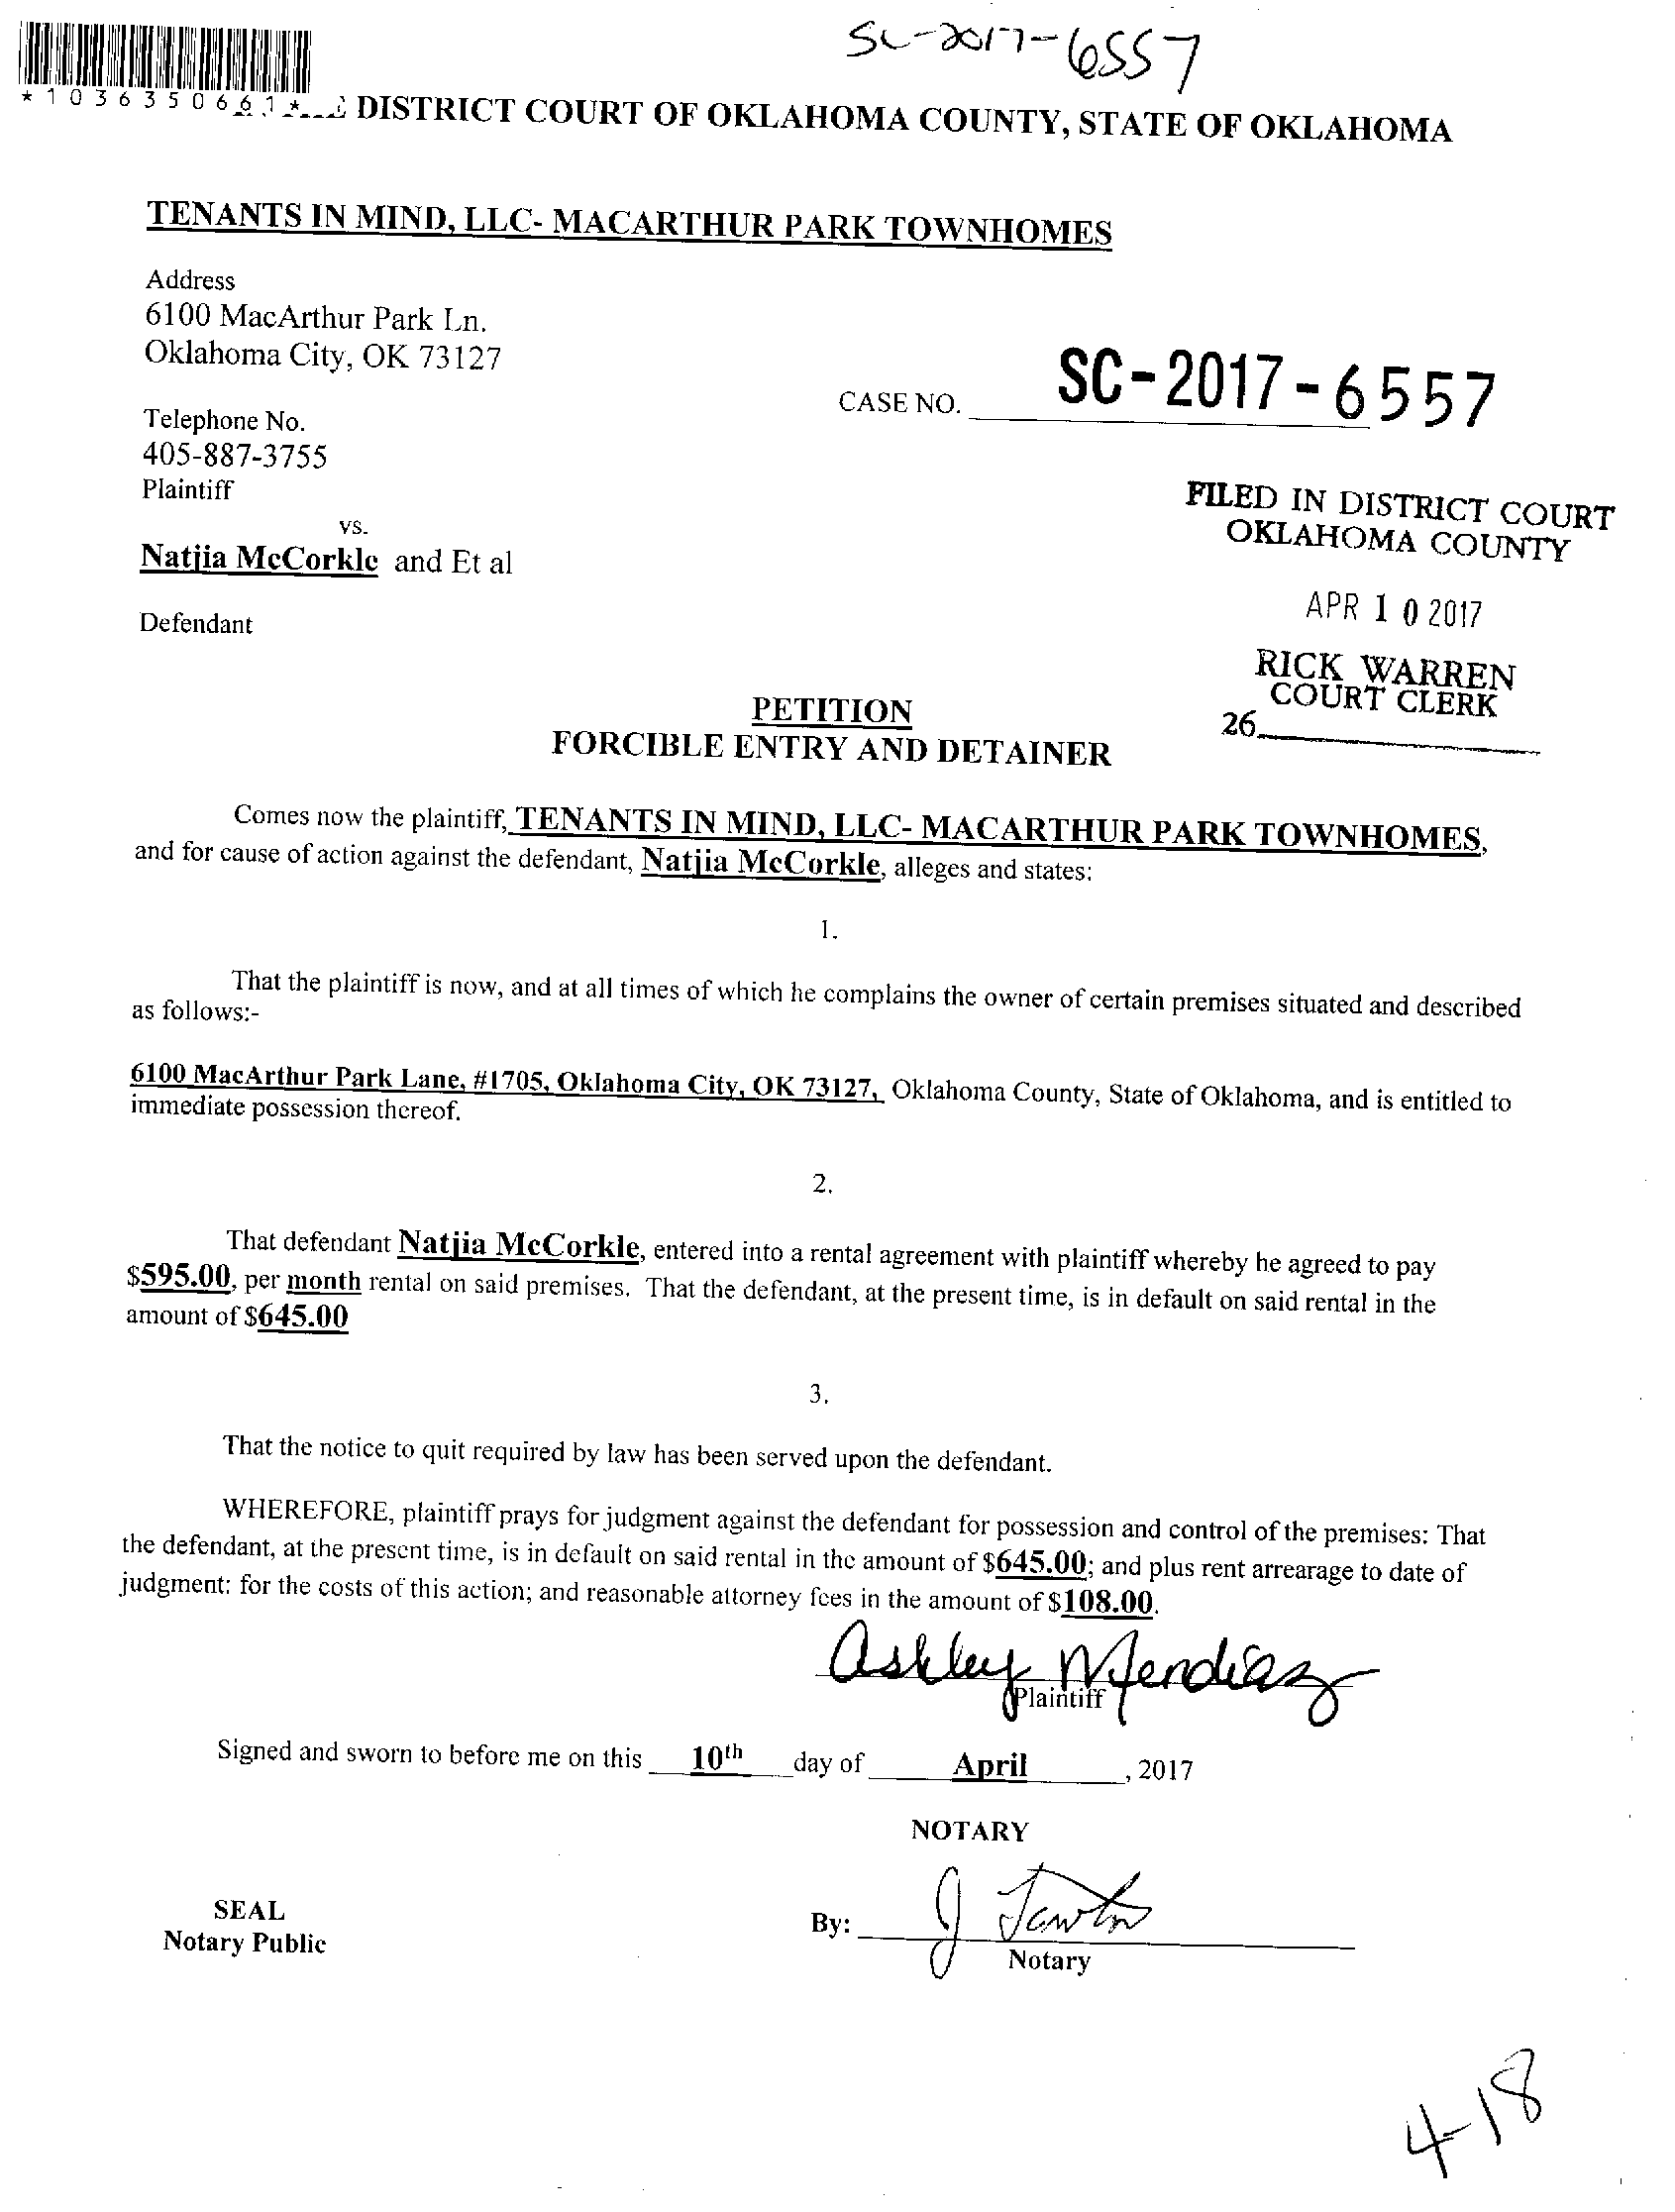 SC-2017-6557
*1036350661*
DISTRICT COURT OF OKLAHOMA COUNTY, STATE OF OKLAHOMA
TENANTS IN MIND, LLC- MACARTHUR PARK TOWNHOMES
Address
6100 MacArthur Park Ln.
Oklahoma City, OK 73127
CASE NO. SC-2017-6557
Telephone No.
405-887-3755
Plaintiff
FILED IN DISTRICT COURT
OKLAHOMA COUNTY
vs.
Natjia McCorkle and Et al
APR 10 2017
Defendant
RICK WARREN
COURT CLERK
26
PETITION
FORCIBLE ENTRY AND DETAINER
Comes now the plaintiff, TENANTS IN MIND, LLC- MACARTHUR PARK TOWNHOMES,
and for cause of action against the defendant, Natjia McCorkle, alleges and states:
1.
That the plaintiff is now, and at all times of which he complains the owner of certain premises situated and described
as follows:-
6100 MacArthur Park Lane, #1705, Oklahoma City, OK 73127, Oklahoma County, State of Oklahoma, and is entitled to
immediate possession thereof.
2.
That defendant Natjia McCorkle, entered into a rental agreement with plaintiff whereby he agreed to pay
$595.00, per month rental on said premises. That the defendant, at the present time, is in default on said rental in the
amount of $645.00
3.
That the notice to quit required by law has been served upon the defendant.
WHEREFORE, plaintiff prays for judgment against the defendant for possession and control of the premises: That
the defendant, at the present time, is in default on said rental in the amount of $645.00; and plus rent arrearage to date of
judgment: for the costs of this action; and reasonable attorney fees in the amount of $108.00.
Ashley Mendiaz
Plaintiff
Signed and sworn to before me on this 10th day of April, 2017
NOTARY
SEAL
Notary Public
By: J
Notary
4-18